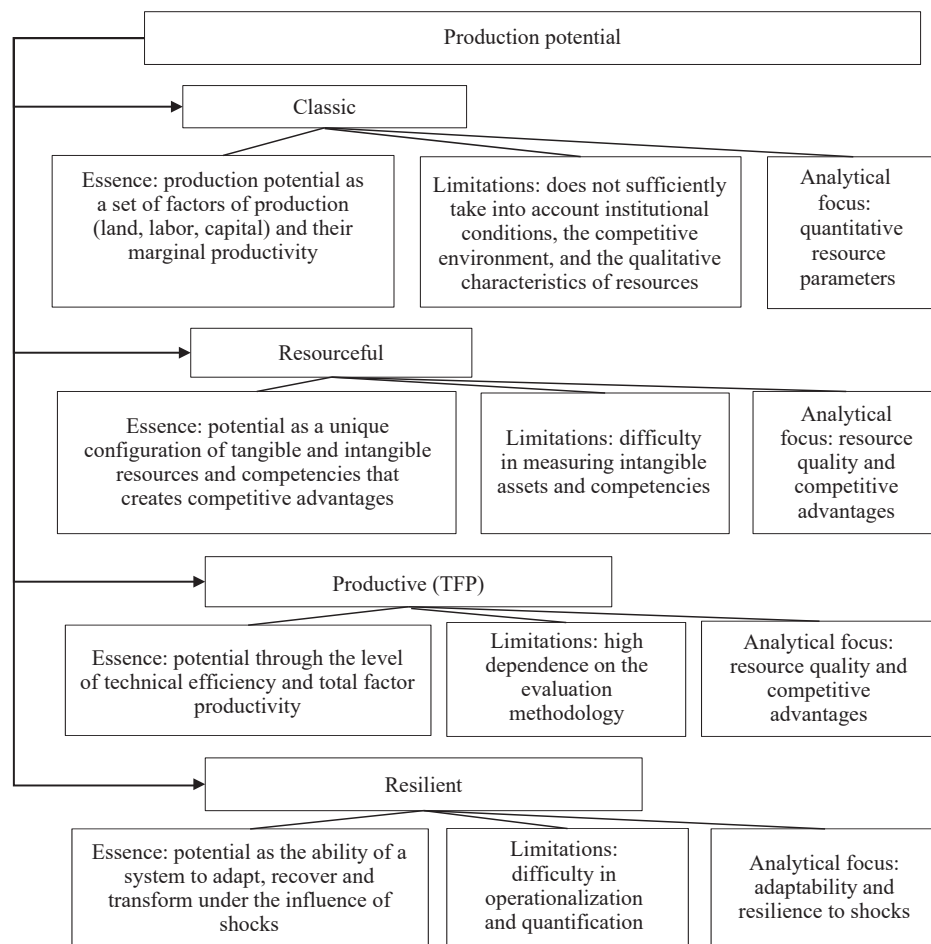 Production potential
Classic
Essence: production potential as
a set of factors of production
(land, labor, capital) and their
marginal productivity
Limitations: does not sufficiently
take into account institutional
conditions, the competitive
environment, and the qualitative
characteristics of resources
Analytical
focus:
quantitative
resource
parameters
Resourceful
Essence: potential as a unique
configuration of tangible and
intangible resources and
competencies that
creates competitive advantages
Limitations: difficulty
in measuring intangible
assets and competencies
Analytical
focus: resource
quality and
competitive
advantages
Productive (TFP)
Essence: potential through the level
of technical efficiency and total factor
productivity
Limitations: high
dependence on the
evaluation
methodology
Analytical focus:
resource quality and
competitive
advantages
Resilient
Essence: potential as the ability of a
system to adapt, recover and
transform under the influence of
shocks
Limitations:
difficulty in
operationalization
and quantification
Analytical focus:
adaptability and
resilience to shocks